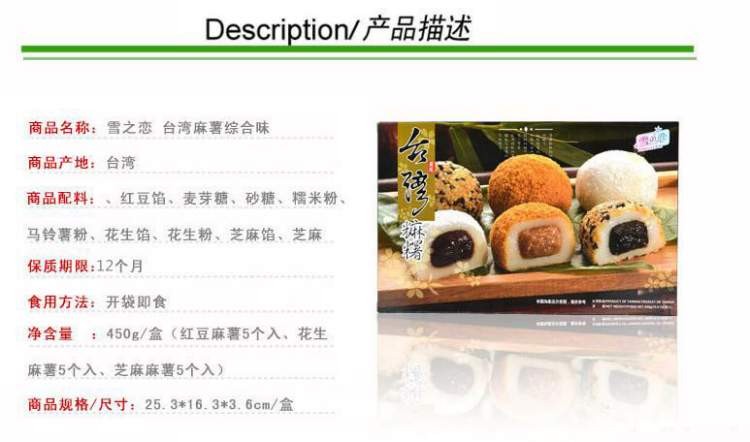 Description/产品描述
商品名称：雪之恋 台湾麻薯综合味
商品产地：台湾
商品配料：、红豆馅、麦芽糖、砂糖、糯米粉、
马铃薯粉、花生馅、花生粉、芝麻馅、芝麻
保质期限：12个月
食用方法：开袋即食
净含量 ：450g/盒（红豆麻薯5个入、花生
麻薯5个入、芝麻麻薯5个入）
商品规格/尺寸：25.3*16.3*3.6cm/盒
雪之戀
台灣
麻糬